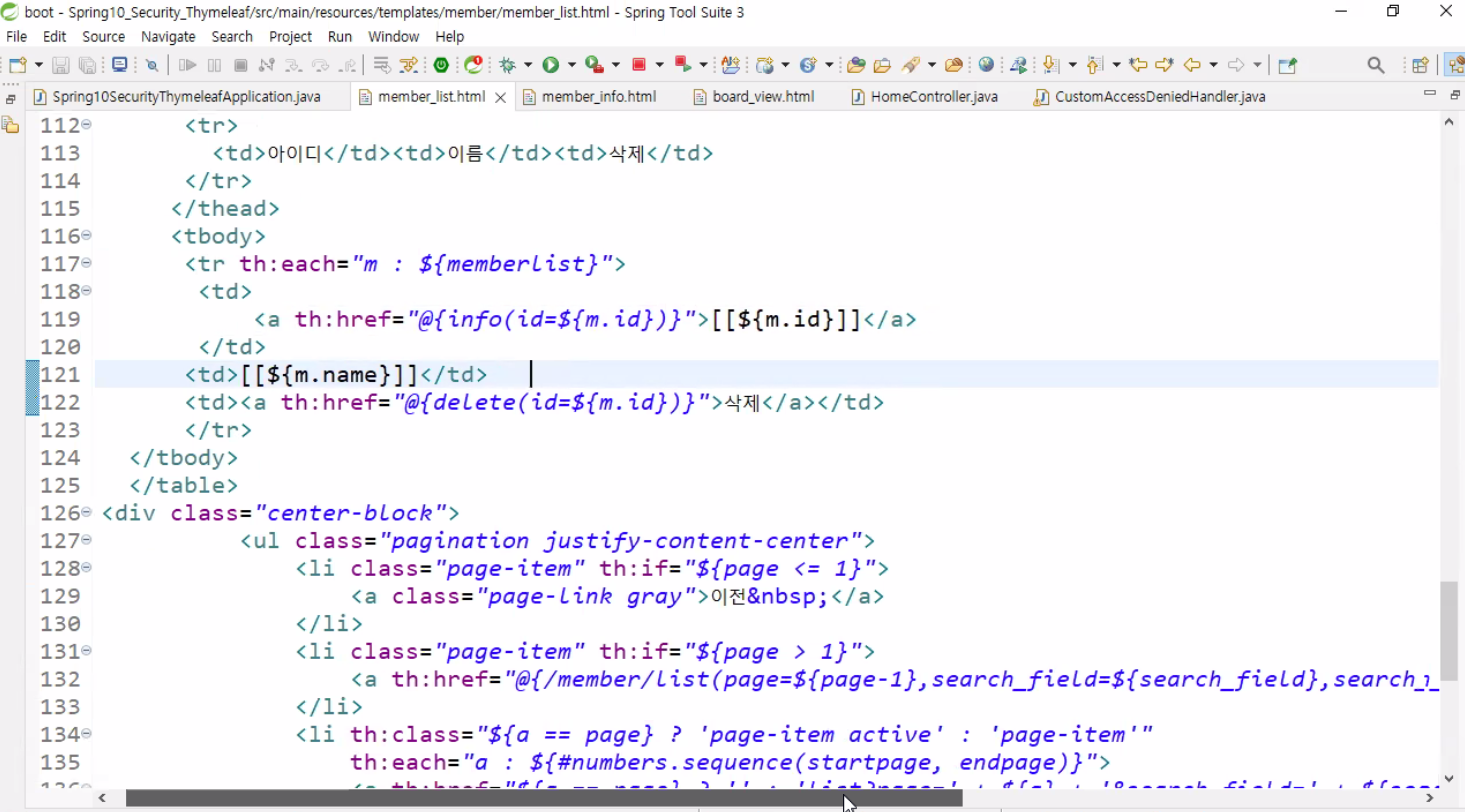 boot - Spring10_Security_Thymeleaf/src/main/resources/templates/member/member_list.html - Spring Tool Suite 3
File Edit Source Navigate Search Project Run Window Help
Spring10SecurityThymeleafApplication.java member_list.html member_info.html board_view.html HomeController.java CustomAccessDeniedHandler.java
112 <tr>
113 <td>아이디</td><td>이름</td><td>삭제</td>
114 </tr>
115 </thead>
116 <tbody>
117 <tr th:each="m : ${memberlist}">
118 <td>
119 <a th:href="@{info(id=${m.id})}">[[${m.id}]]</a>
120 </td>
121 <td>[[${m.name}]]</td>
122 <td><a th:href="@{delete(id=${m.id})}">삭제</a></td>
123 </tr>
124 </tbody>
125 </table>
126 <div class="center-block">
127 <ul class="pagination justify-content-center">
128 <li class="page-item" th:if="${page <= 1}">
129 <a class="page-link gray">이전&nbsp;</a>
130 </li>
131 <li class="page-item" th:if="${page > 1}">
132 <a th:href="@{/member/list(page=${page-1},search_field=${search_field},search_
133 </li>
134 <li th:class="${a == page} ? 'page-item active' : 'page-item'"
135 th:each="a : ${#numbers.sequence(startpage, endpage)}">